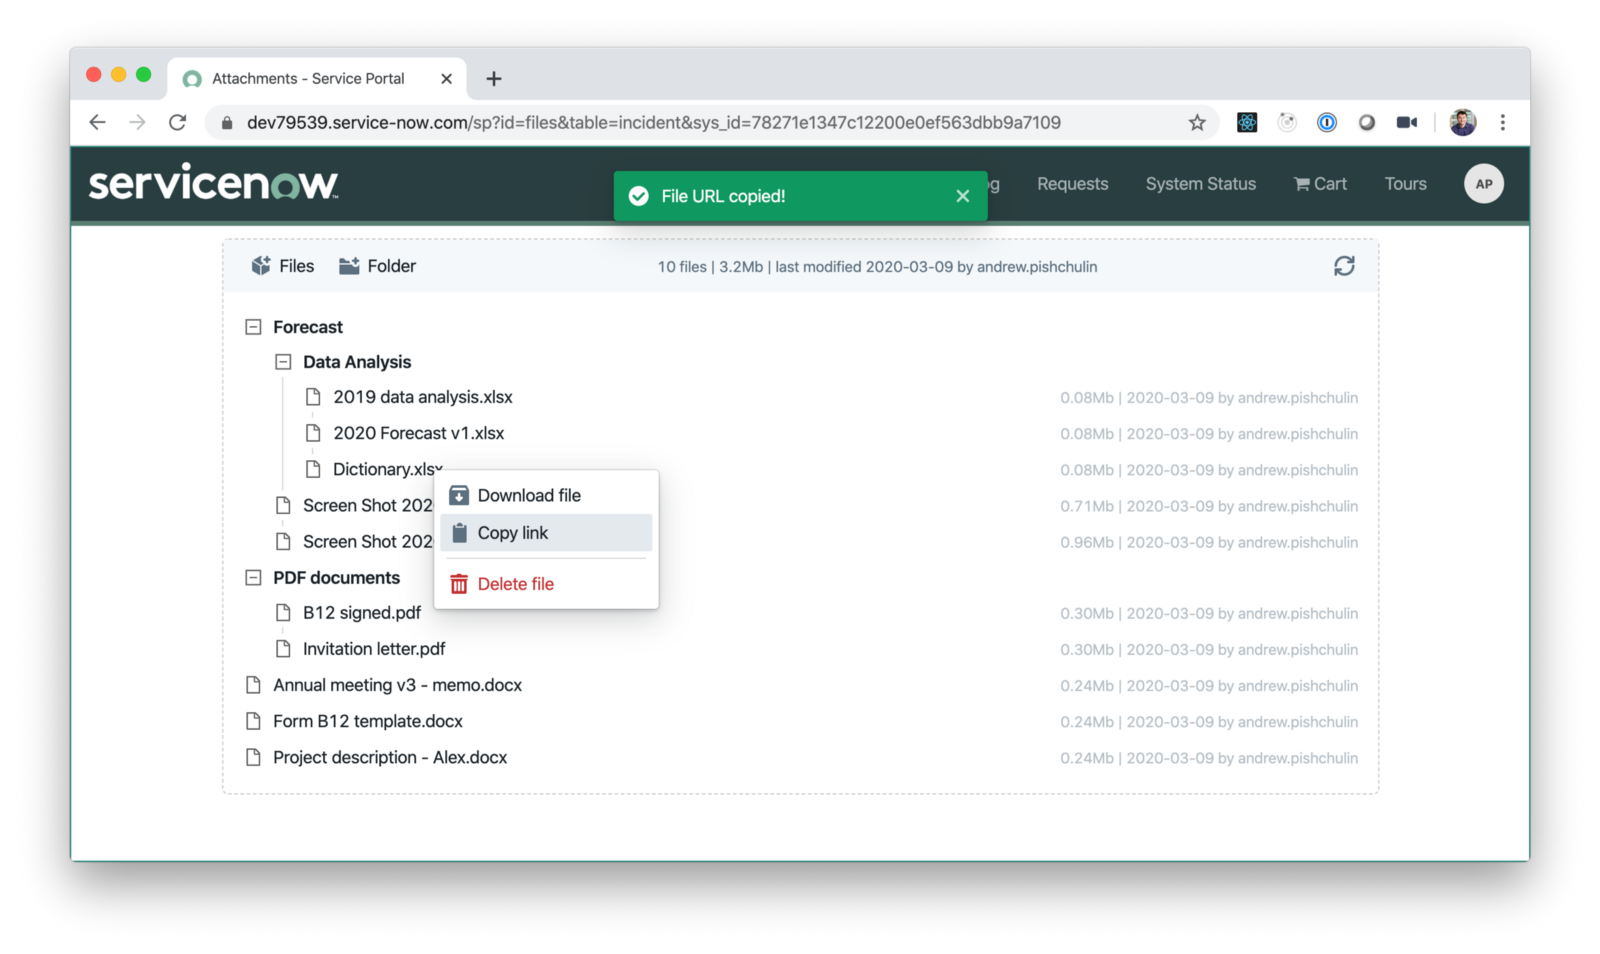 Attachments - Service Portal
dev79539.service-now.com/sp?id=files&table=incident&sys_id=78271e1347c12200e0ef563dbb9a7109
servicenow™
File URL copied!
Requests
System Status
Cart
Tours
AP
Files
Folder
10 files | 3.2Mb | last modified 2020-03-09 by andrew.pishchulin
Forecast
Data Analysis
2019 data analysis.xlsx 0.08Mb | 2020-03-09 by andrew.pishchulin
2020 Forecast v1.xlsx 0.08Mb | 2020-03-09 by andrew.pishchulin
Dictionary.xlsx 0.08Mb | 2020-03-09 by andrew.pishchulin
Screen Shot 202 0.71Mb | 2020-03-09 by andrew.pishchulin
Screen Shot 202 0.96Mb | 2020-03-09 by andrew.pishchulin
Download file
Copy link
Delete file
PDF documents
B12 signed.pdf 0.30Mb | 2020-03-09 by andrew.pishchulin
Invitation letter.pdf 0.30Mb | 2020-03-09 by andrew.pishchulin
Annual meeting v3 - memo.docx 0.24Mb | 2020-03-09 by andrew.pishchulin
Form B12 template.docx 0.24Mb | 2020-03-09 by andrew.pishchulin
Project description - Alex.docx 0.24Mb | 2020-03-09 by andrew.pishchulin